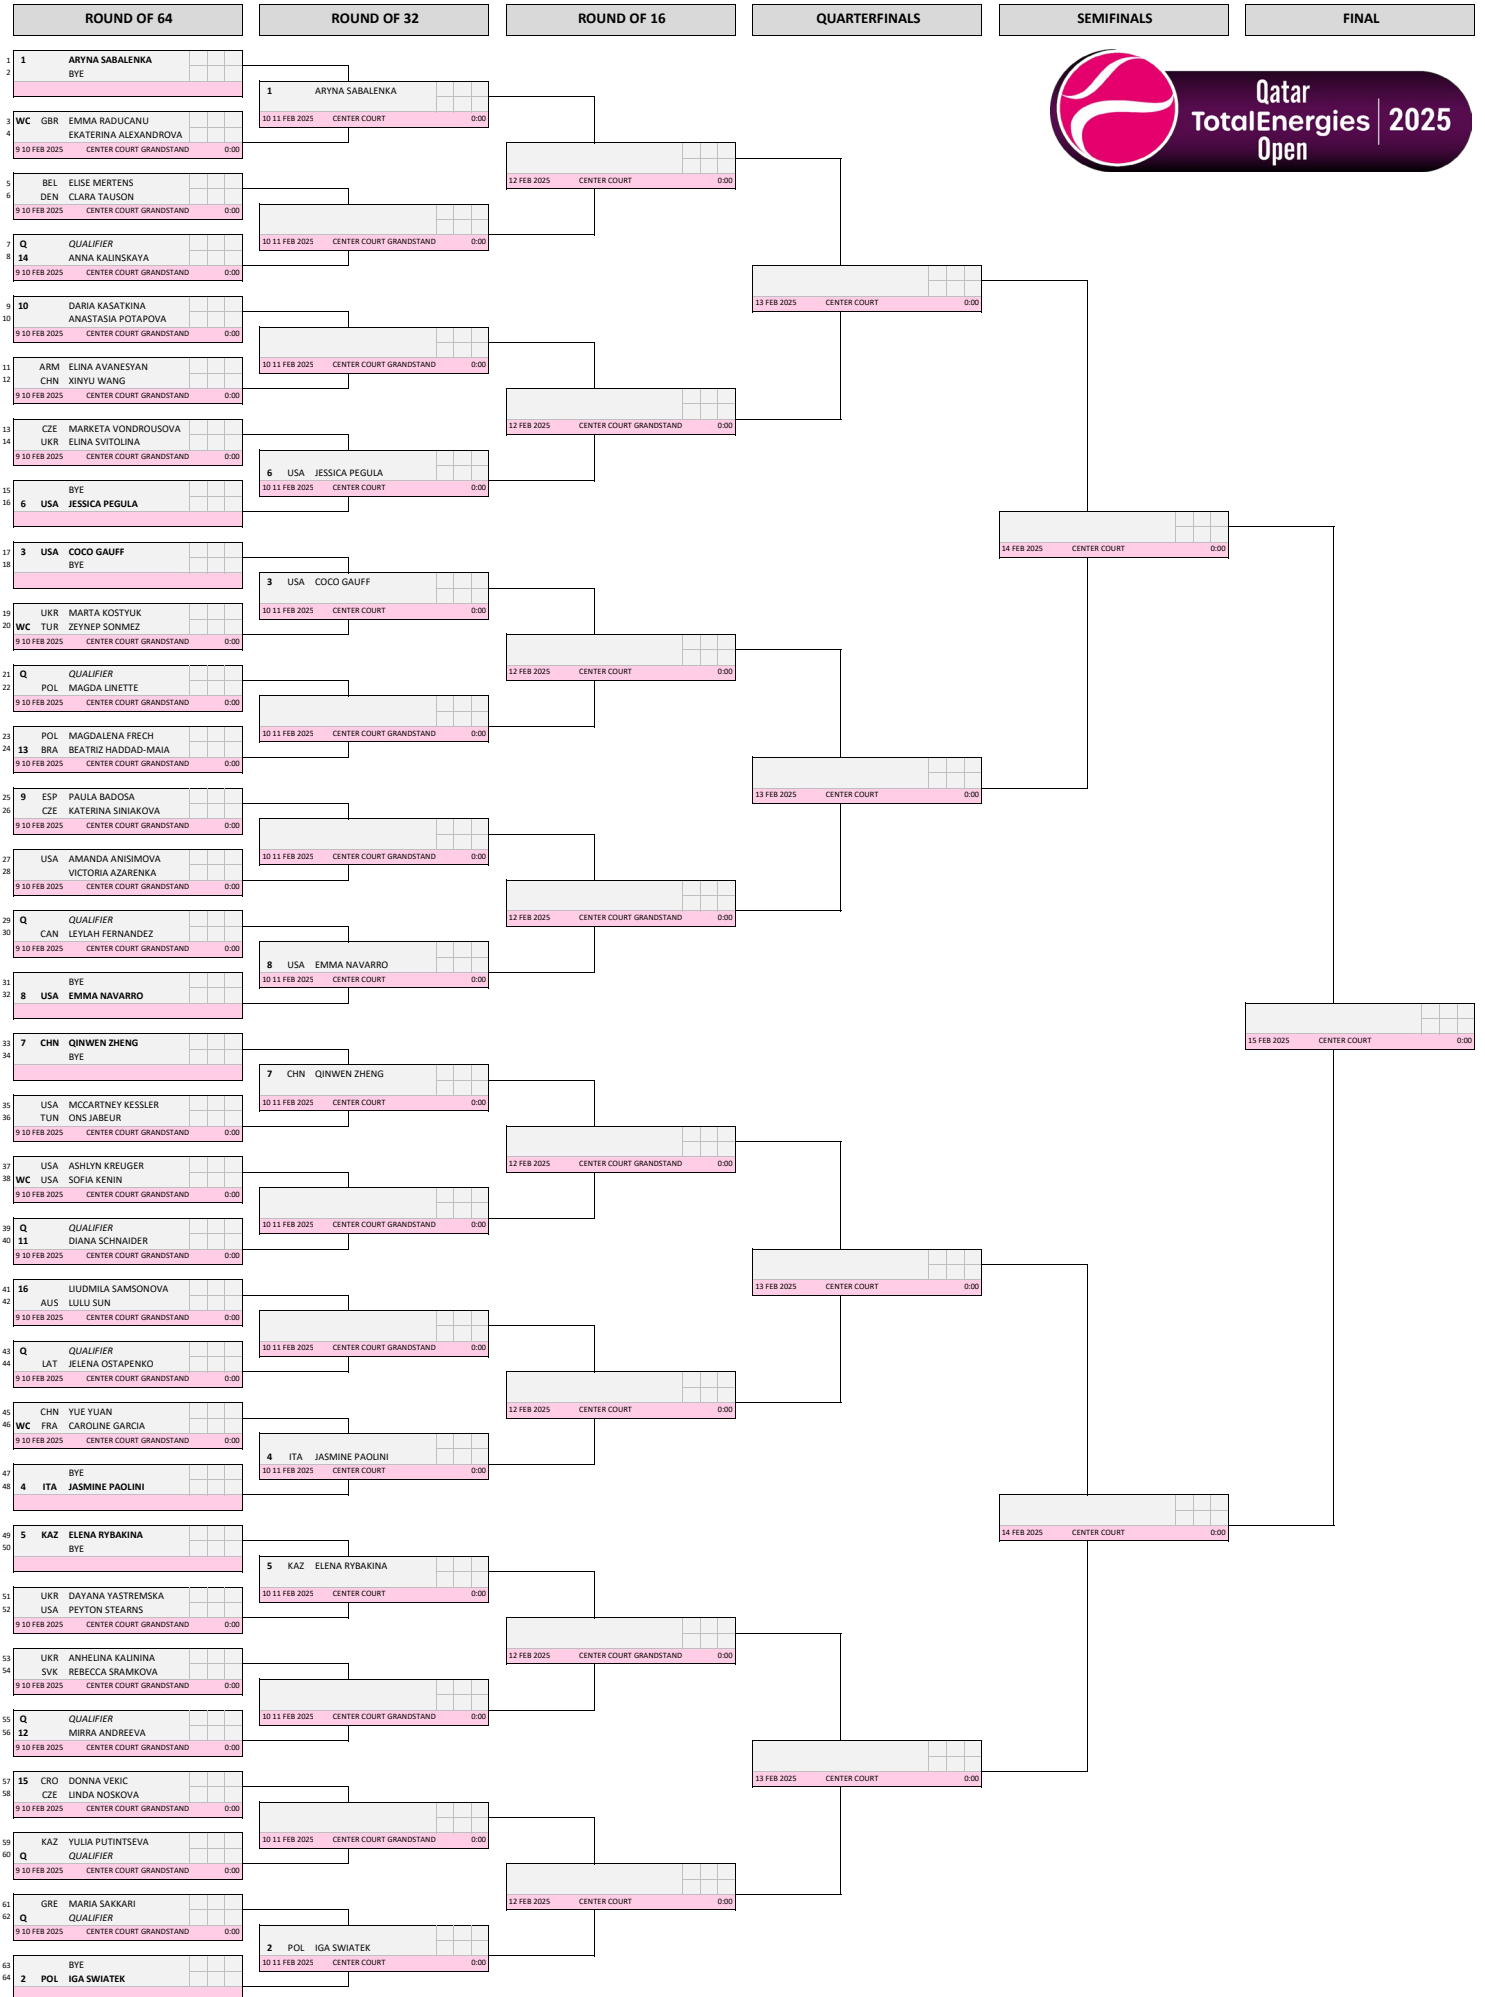 ROUND OF 64 ROUND OF 32 ROUND OF 16 QUARTERFINALS SEMIFINALS FINAL
Qatar
TotalEnergies
Open
2025
1 1 ARYNA SABALENKA
2 BYE
3 WC GBR EMMA RADUCANU
4 EKATERINA ALEXANDROVA
9 10 FEB 2025 CENTER COURT GRANDSTAND 0:00
5 BEL ELISE MERTENS
6 DEN CLARA TAUSON
9 10 FEB 2025 CENTER COURT GRANDSTAND 0:00
7 Q QUALIFIER
8 14 ANNA KALINSKAYA
9 10 FEB 2025 CENTER COURT GRANDSTAND 0:00
9 10 DARIA KASATKINA
10 ANASTASIA POTAPOVA
9 10 FEB 2025 CENTER COURT GRANDSTAND 0:00
11 ARM ELINA AVANESYAN
12 CHN XINYU WANG
9 10 FEB 2025 CENTER COURT GRANDSTAND 0:00
13 CZE MARKETA VONDROUSOVA
14 UKR ELINA SVITOLINA
9 10 FEB 2025 CENTER COURT GRANDSTAND 0:00
15 BYE
16 6 USA JESSICA PEGULA
17 3 USA COCO GAUFF
18 BYE
19 UKR MARTA KOSTYUK
20 WC TUR ZEYNEP SONMEZ
9 10 FEB 2025 CENTER COURT GRANDSTAND 0:00
21 Q QUALIFIER
22 POL MAGDA LINETTE
9 10 FEB 2025 CENTER COURT GRANDSTAND 0:00
23 POL MAGDALENA FRECH
24 13 BRA BEATRIZ HADDAD-MAIA
9 10 FEB 2025 CENTER COURT GRANDSTAND 0:00
25 9 ESP PAULA BADOSA
26 CZE KATERINA SINIAKOVA
9 10 FEB 2025 CENTER COURT GRANDSTAND 0:00
27 USA AMANDA ANISIMOVA
28 VICTORIA AZARENKA
9 10 FEB 2025 CENTER COURT GRANDSTAND 0:00
29 Q QUALIFIER
30 CAN LEYLAH FERNANDEZ
9 10 FEB 2025 CENTER COURT GRANDSTAND 0:00
31 BYE
32 8 USA EMMA NAVARRO
33 7 CHN QINWEN ZHENG
34 BYE
35 USA MCCARTNEY KESSLER
36 TUN ONS JABEUR
9 10 FEB 2025 CENTER COURT GRANDSTAND 0:00
37 USA ASHLYN KREUGER
38 WC USA SOFIA KENIN
9 10 FEB 2025 CENTER COURT GRANDSTAND 0:00
39 Q QUALIFIER
40 11 DIANA SCHNAIDER
9 10 FEB 2025 CENTER COURT GRANDSTAND 0:00
41 16 LIUDMILA SAMSONOVA
42 AUS LULU SUN
9 10 FEB 2025 CENTER COURT GRANDSTAND 0:00
43 Q QUALIFIER
44 LAT JELENA OSTAPENKO
9 10 FEB 2025 CENTER COURT GRANDSTAND 0:00
45 CHN YUE YUAN
46 WC FRA CAROLINE GARCIA
9 10 FEB 2025 CENTER COURT GRANDSTAND 0:00
47 BYE
48 4 ITA JASMINE PAOLINI
49 5 KAZ ELENA RYBAKINA
50 BYE
51 UKR DAYANA YASTREMSKA
52 USA PEYTON STEARNS
9 10 FEB 2025 CENTER COURT GRANDSTAND 0:00
53 UKR ANHELINA KALININA
54 SVK REBECCA SRAMKOVA
9 10 FEB 2025 CENTER COURT GRANDSTAND 0:00
55 Q QUALIFIER
56 12 MIRRA ANDREEVA
9 10 FEB 2025 CENTER COURT GRANDSTAND 0:00
57 15 CRO DONNA VEKIC
58 CZE LINDA NOSKOVA
9 10 FEB 2025 CENTER COURT GRANDSTAND 0:00
59 KAZ YULIA PUTINTSEVA
60 Q QUALIFIER
9 10 FEB 2025 CENTER COURT GRANDSTAND 0:00
61 GRE MARIA SAKKARI
62 Q QUALIFIER
9 10 FEB 2025 CENTER COURT GRANDSTAND 0:00
63 BYE
64 2 POL IGA SWIATEK
1 ARYNA SABALENKA
10 11 FEB 2025 CENTER COURT 0:00
10 11 FEB 2025 CENTER COURT GRANDSTAND 0:00
10 11 FEB 2025 CENTER COURT GRANDSTAND 0:00
6 USA JESSICA PEGULA
10 11 FEB 2025 CENTER COURT 0:00
3 USA COCO GAUFF
10 11 FEB 2025 CENTER COURT 0:00
10 11 FEB 2025 CENTER COURT GRANDSTAND 0:00
10 11 FEB 2025 CENTER COURT GRANDSTAND 0:00
8 USA EMMA NAVARRO
10 11 FEB 2025 CENTER COURT 0:00
7 CHN QINWEN ZHENG
10 11 FEB 2025 CENTER COURT 0:00
10 11 FEB 2025 CENTER COURT GRANDSTAND 0:00
10 11 FEB 2025 CENTER COURT GRANDSTAND 0:00
4 ITA JASMINE PAOLINI
10 11 FEB 2025 CENTER COURT 0:00
5 KAZ ELENA RYBAKINA
10 11 FEB 2025 CENTER COURT 0:00
10 11 FEB 2025 CENTER COURT GRANDSTAND 0:00
10 11 FEB 2025 CENTER COURT GRANDSTAND 0:00
2 POL IGA SWIATEK
10 11 FEB 2025 CENTER COURT 0:00
12 FEB 2025 CENTER COURT 0:00
12 FEB 2025 CENTER COURT GRANDSTAND 0:00
12 FEB 2025 CENTER COURT 0:00
12 FEB 2025 CENTER COURT GRANDSTAND 0:00
12 FEB 2025 CENTER COURT GRANDSTAND 0:00
12 FEB 2025 CENTER COURT 0:00
12 FEB 2025 CENTER COURT GRANDSTAND 0:00
12 FEB 2025 CENTER COURT 0:00
13 FEB 2025 CENTER COURT 0:00
13 FEB 2025 CENTER COURT 0:00
13 FEB 2025 CENTER COURT 0:00
13 FEB 2025 CENTER COURT 0:00
14 FEB 2025 CENTER COURT 0:00
14 FEB 2025 CENTER COURT 0:00
15 FEB 2025 CENTER COURT 0:00